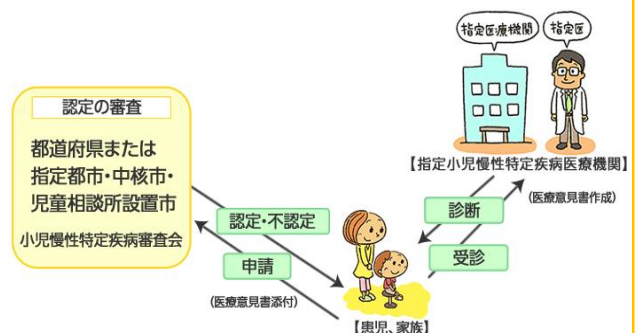 指定医療機関
指定医
認定の審査
都道府県または
指定都市・中核市・
児童相談所設置市
小児慢性特定疾病審査会
【指定小児慢性特定疾病医療機関】
(医療意見書作成)
診断
受診
認定・不認定
申請
(医療意見書添付)
【患児、家族】